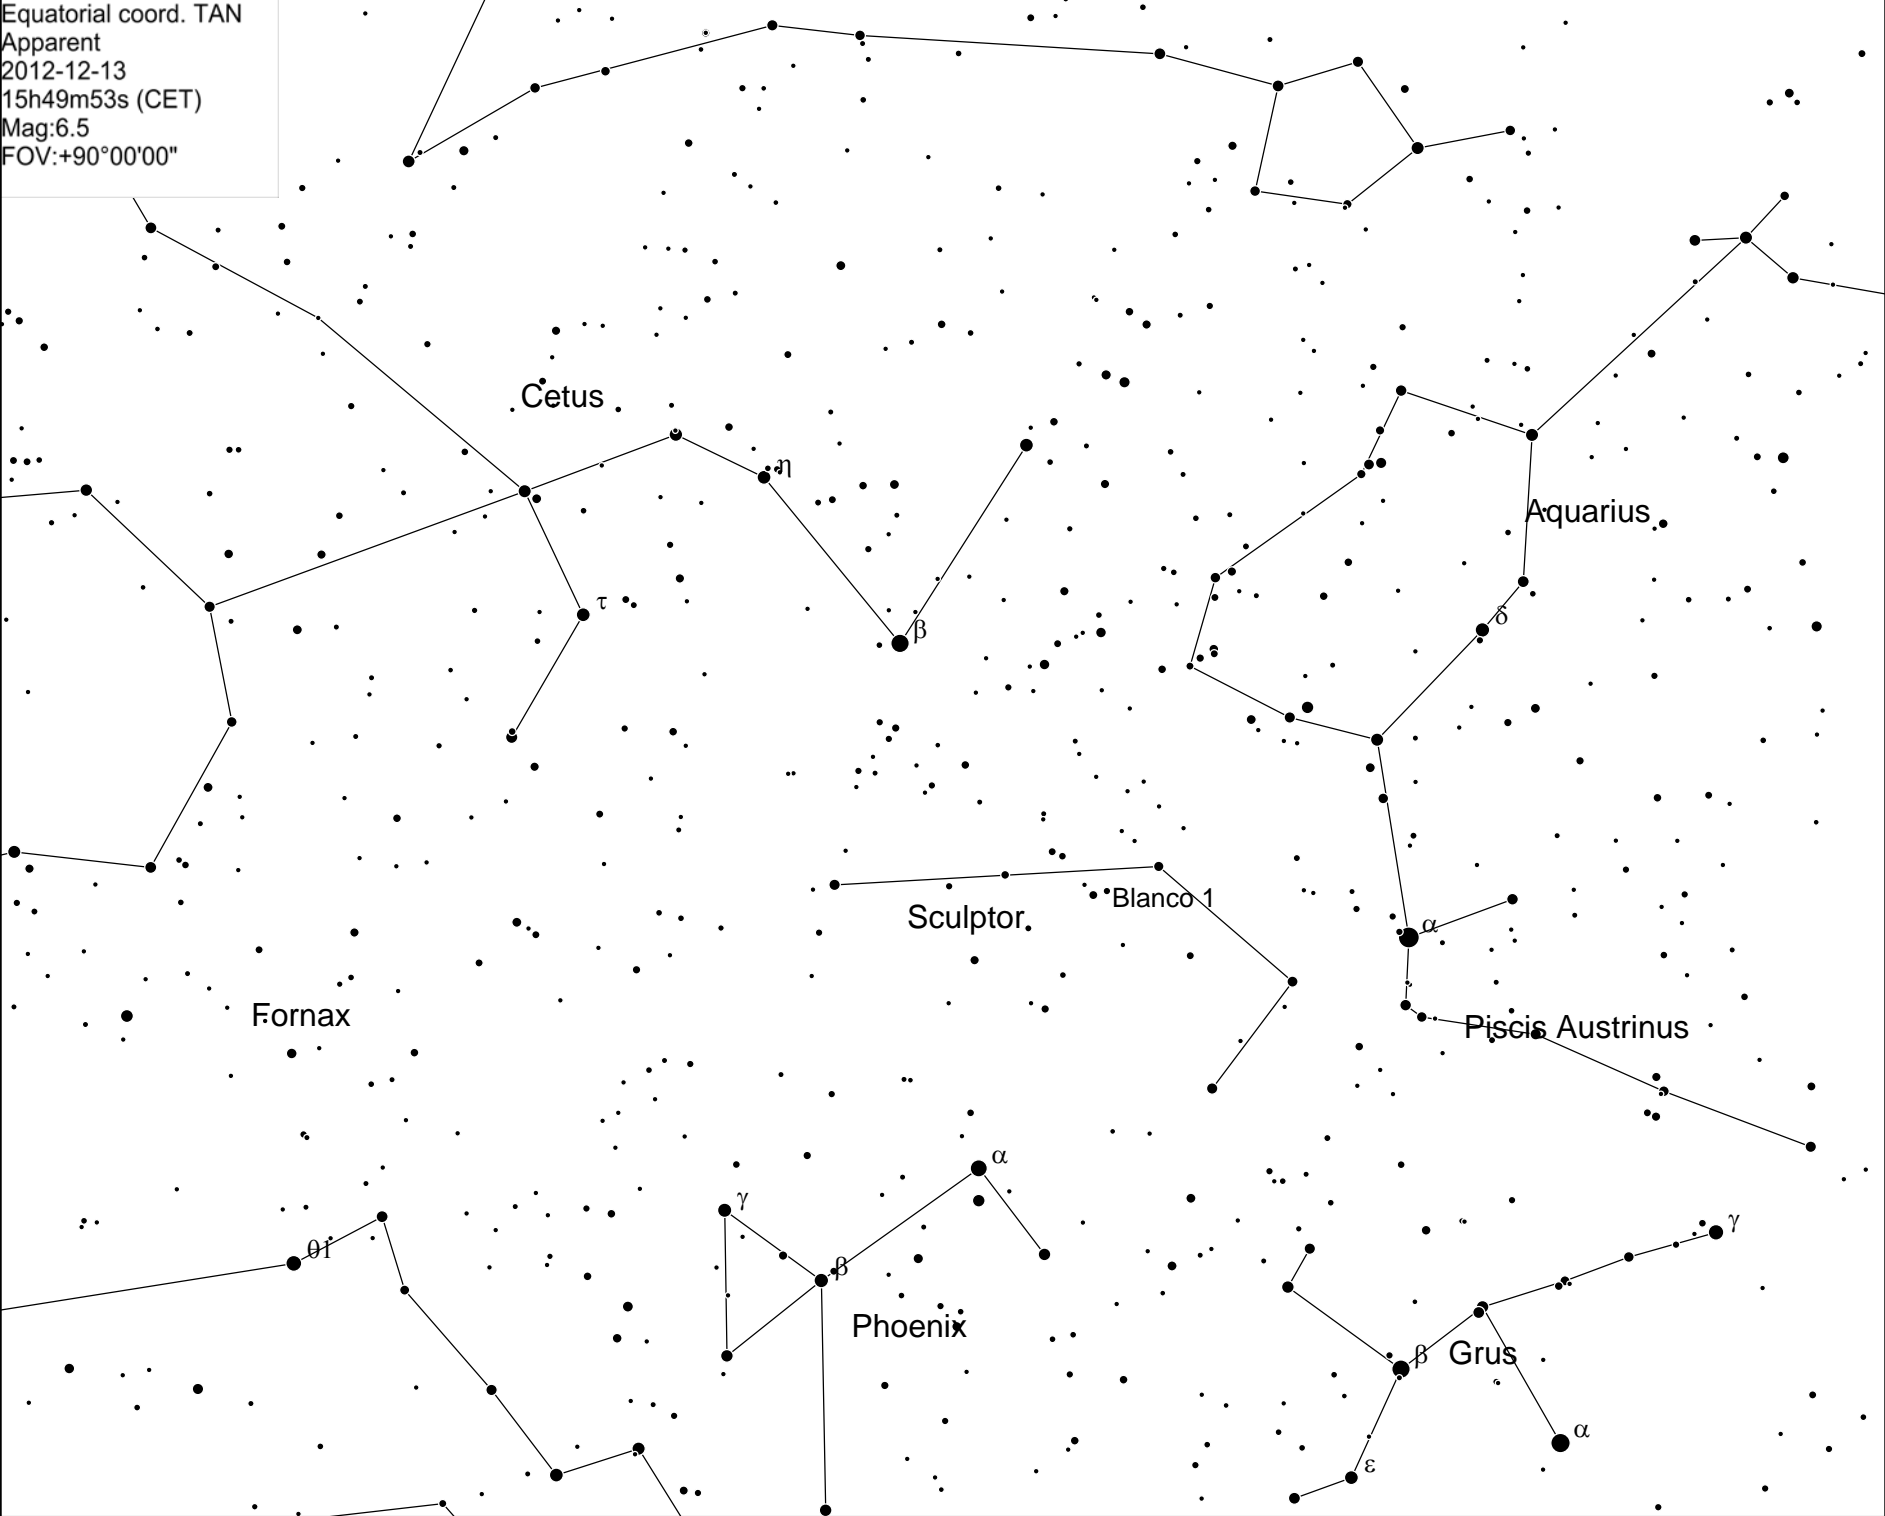 Equatorial coord. TAN
Apparent
2012-12-13
15h49m53s (CET)
Mag:6.5
FOV:+90°00'00"
Cetus
η
Aquarius
τ
δ
β
Blanco 1
Sculptor
α
Fornax
Piscis Austrinus
α
γ
γ
θ1
β
Phoenix
β
Grus
α
ε